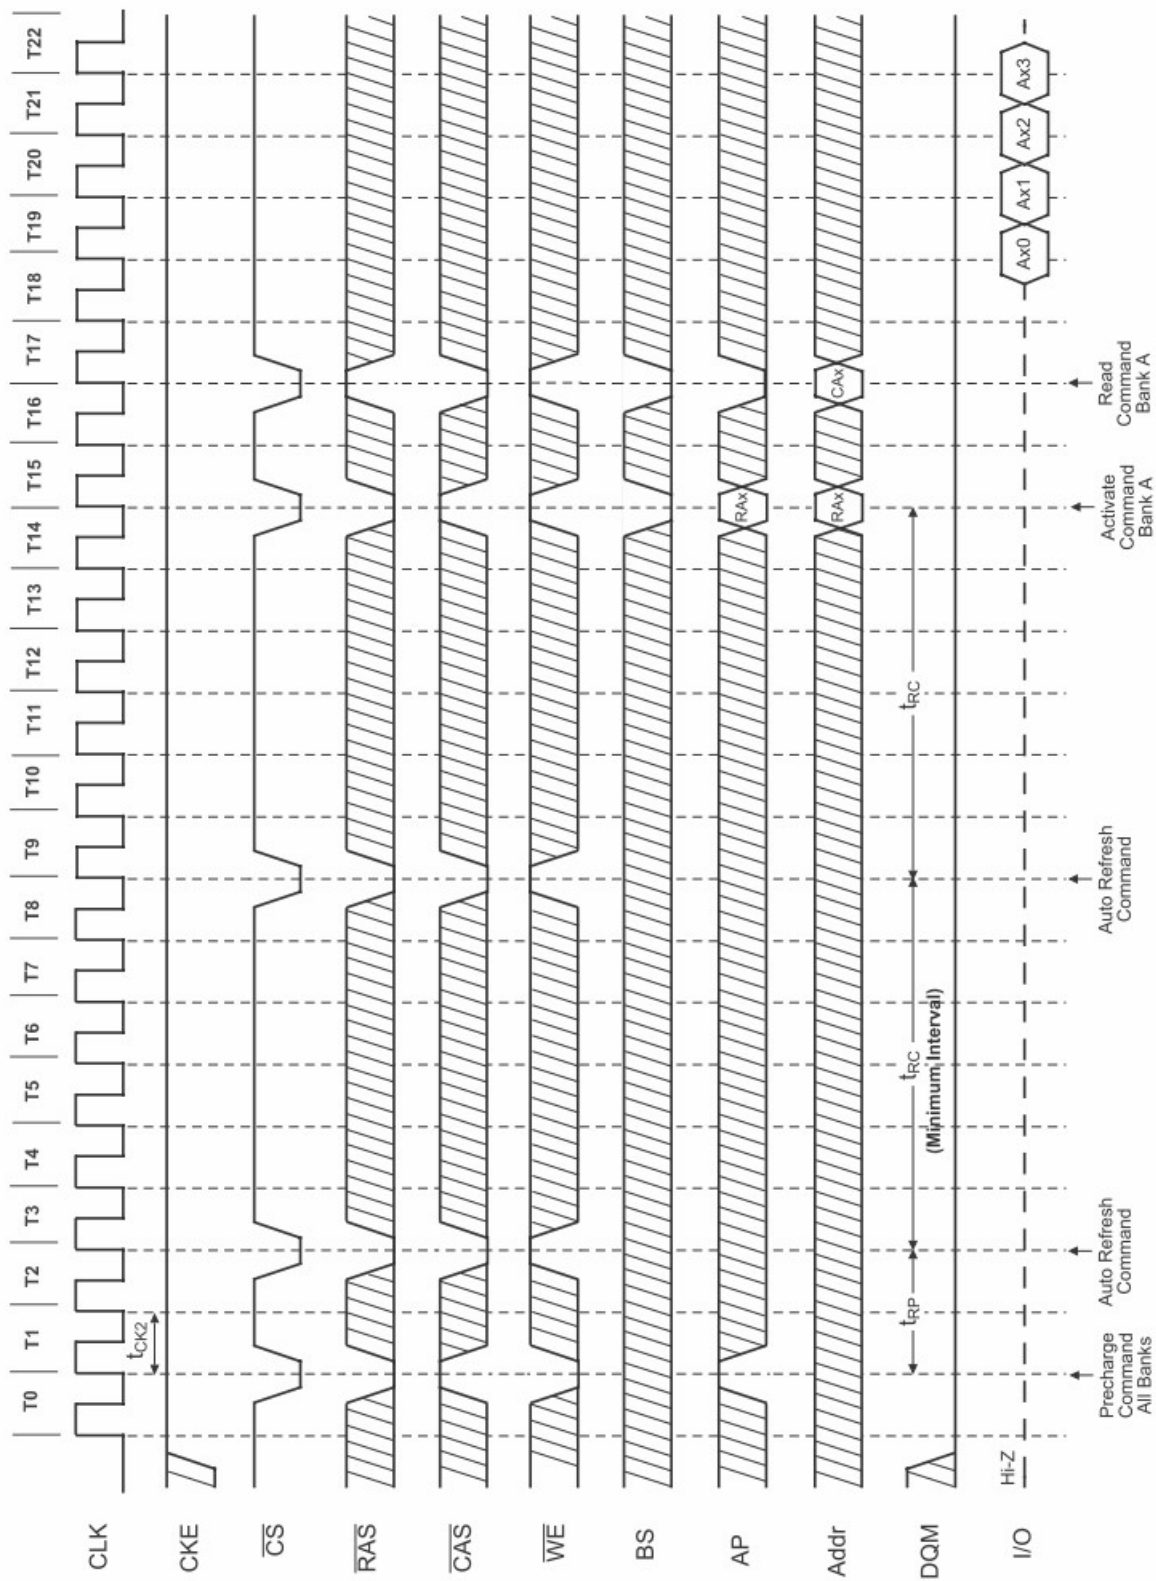 T0 T1 T2 T3 T4 T5 T6 T7 T8 T9 T10 T11 T12 T13 T14 T15 T16 T17 T18 T19 T20 T21 T22
CLK
tCK2
CKE
CS
RAS
CAS
WE
BS
AP
RAx
Addr
RAx
CAx
DQM
tRP
tRC
(Minimum Interval)
tRC
I/O
Hi-Z
Ax0
Ax1
Ax2
Ax3
Precharge
Command
All Banks
Auto Refresh
Command
Auto Refresh
Command
Activate
Command
Bank A
Read
Command
Bank A